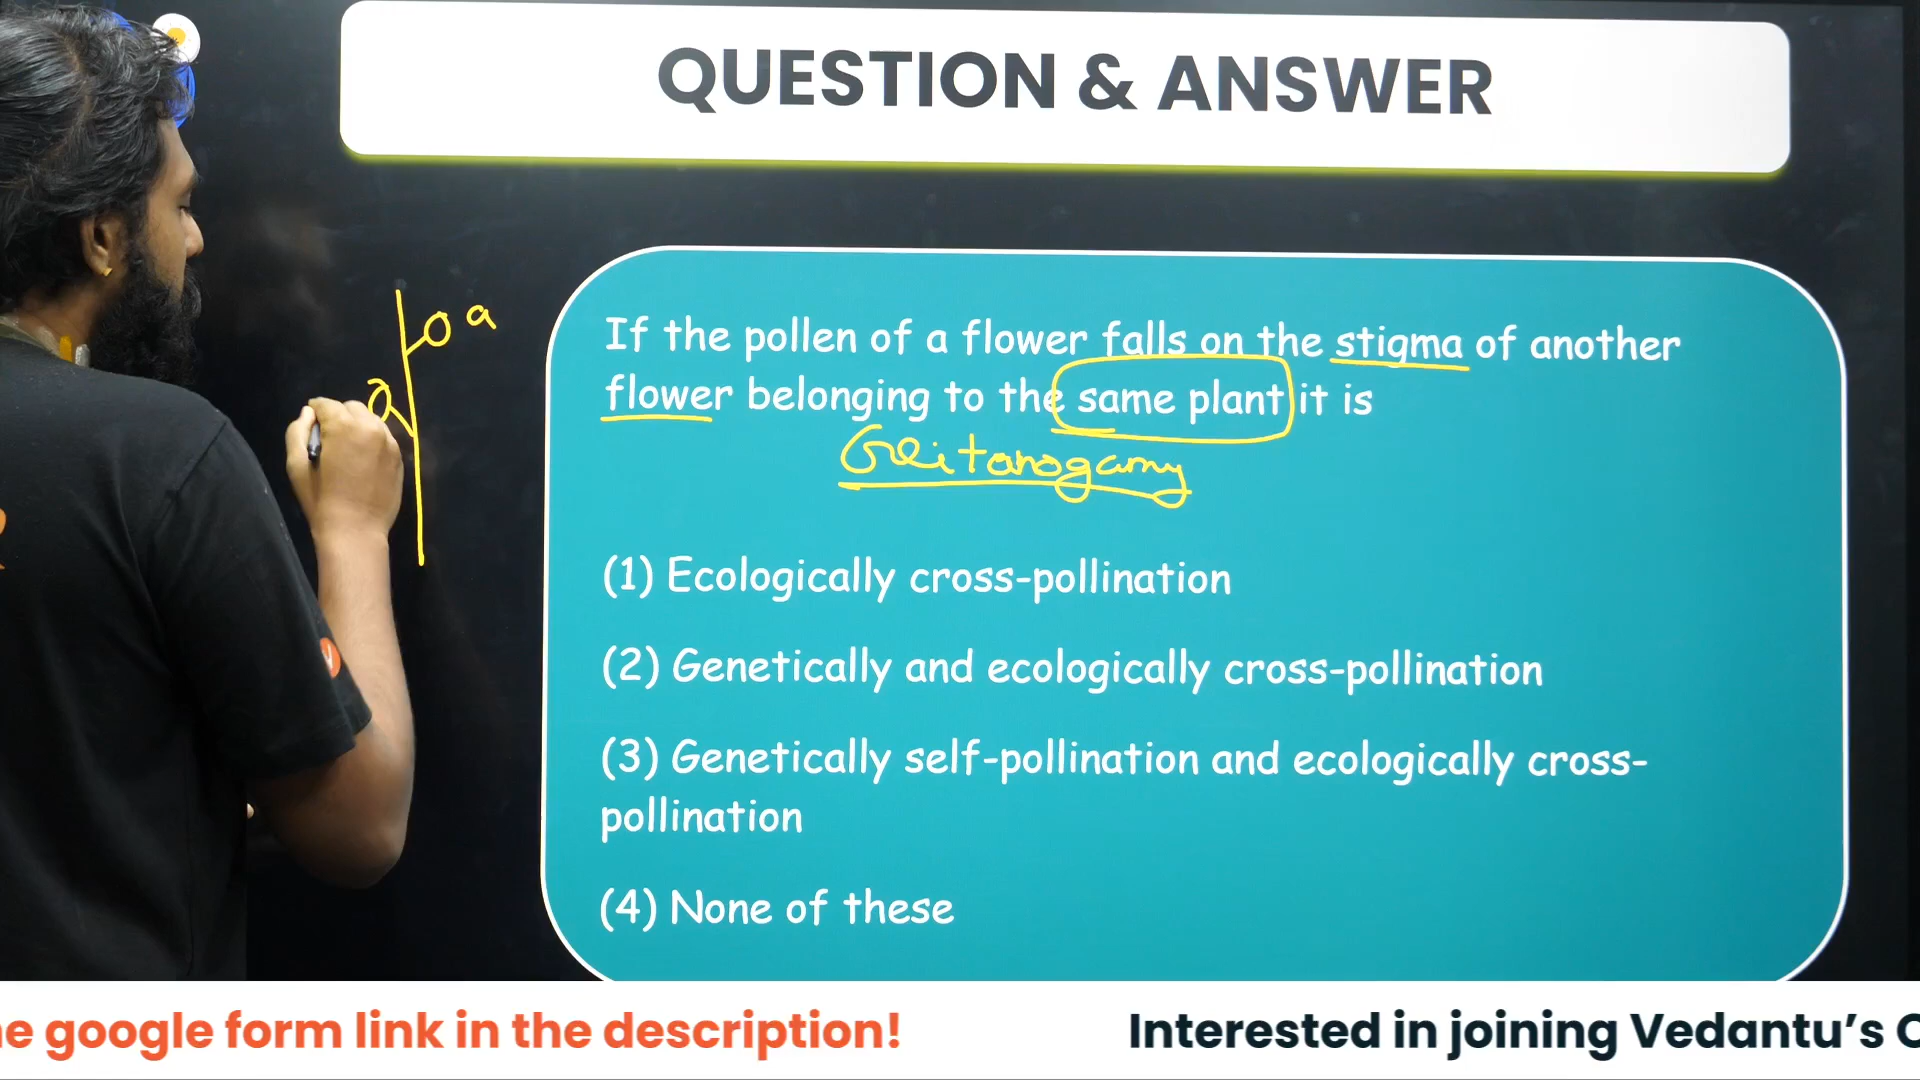 QUESTION & ANSWER
a
If the pollen of a flower falls on the stigma of another
flower belonging to the same plant it is
Geitonogamy
(1) Ecologically cross-pollination
(2) Genetically and ecologically cross-pollination
(3) Genetically self-pollination and ecologically cross-
pollination
(4) None of these
google form link in the description!
Interested in joining Vedantu's